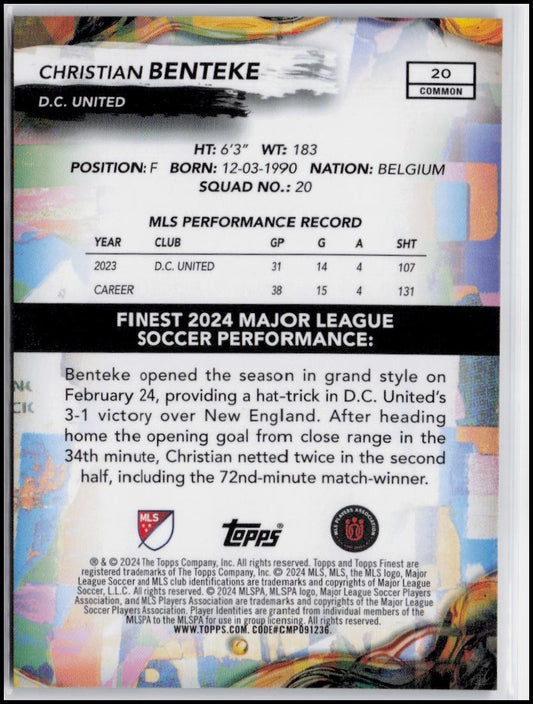 CHRISTIAN BENTEKE
D.C. UNITED
20
COMMON
HT: 6'3" WT: 183
POSITION: F BORN: 12-03-1990 NATION: BELGIUM
SQUAD NO.: 20
MLS PERFORMANCE RECORD
YEAR CLUB GP G A SHT
2023 D.C. UNITED 31 14 4 107
CAREER 38 15 4 131
FINEST 2024 MAJOR LEAGUE
SOCCER PERFORMANCE:
Benteke opened the season in grand style on
February 24, providing a hat-trick in D.C. United's
3-1 victory over New England. After heading
home the opening goal from close range in the
34th minute, Christian netted twice in the second
half, including the 72nd-minute match-winner.
MLS
Topps®
MLS PLAYERS ASSOCIATION
® & © 2024 The Topps Company, Inc. All rights reserved. Topps and Topps Finest are
registered trademarks of The Topps Company, Inc. © 2024 MLS, MLS, the MLS logo, Major
League Soccer and MLS club identifications are trademarks and copyrights of Major League
Soccer, L.L.C. All rights reserved. © 2024 MLSPA, MLSPA, Major League Soccer Players
Association, and MLS Players Association are trademarks and copyrights of Major League
Soccer Players Association. Player Identities are granted from individual members of the
MLSPA to the MLSPA for use in group licensing. All rights reserved.
WWW.TOPPS.COM. CODE#CMP091236.